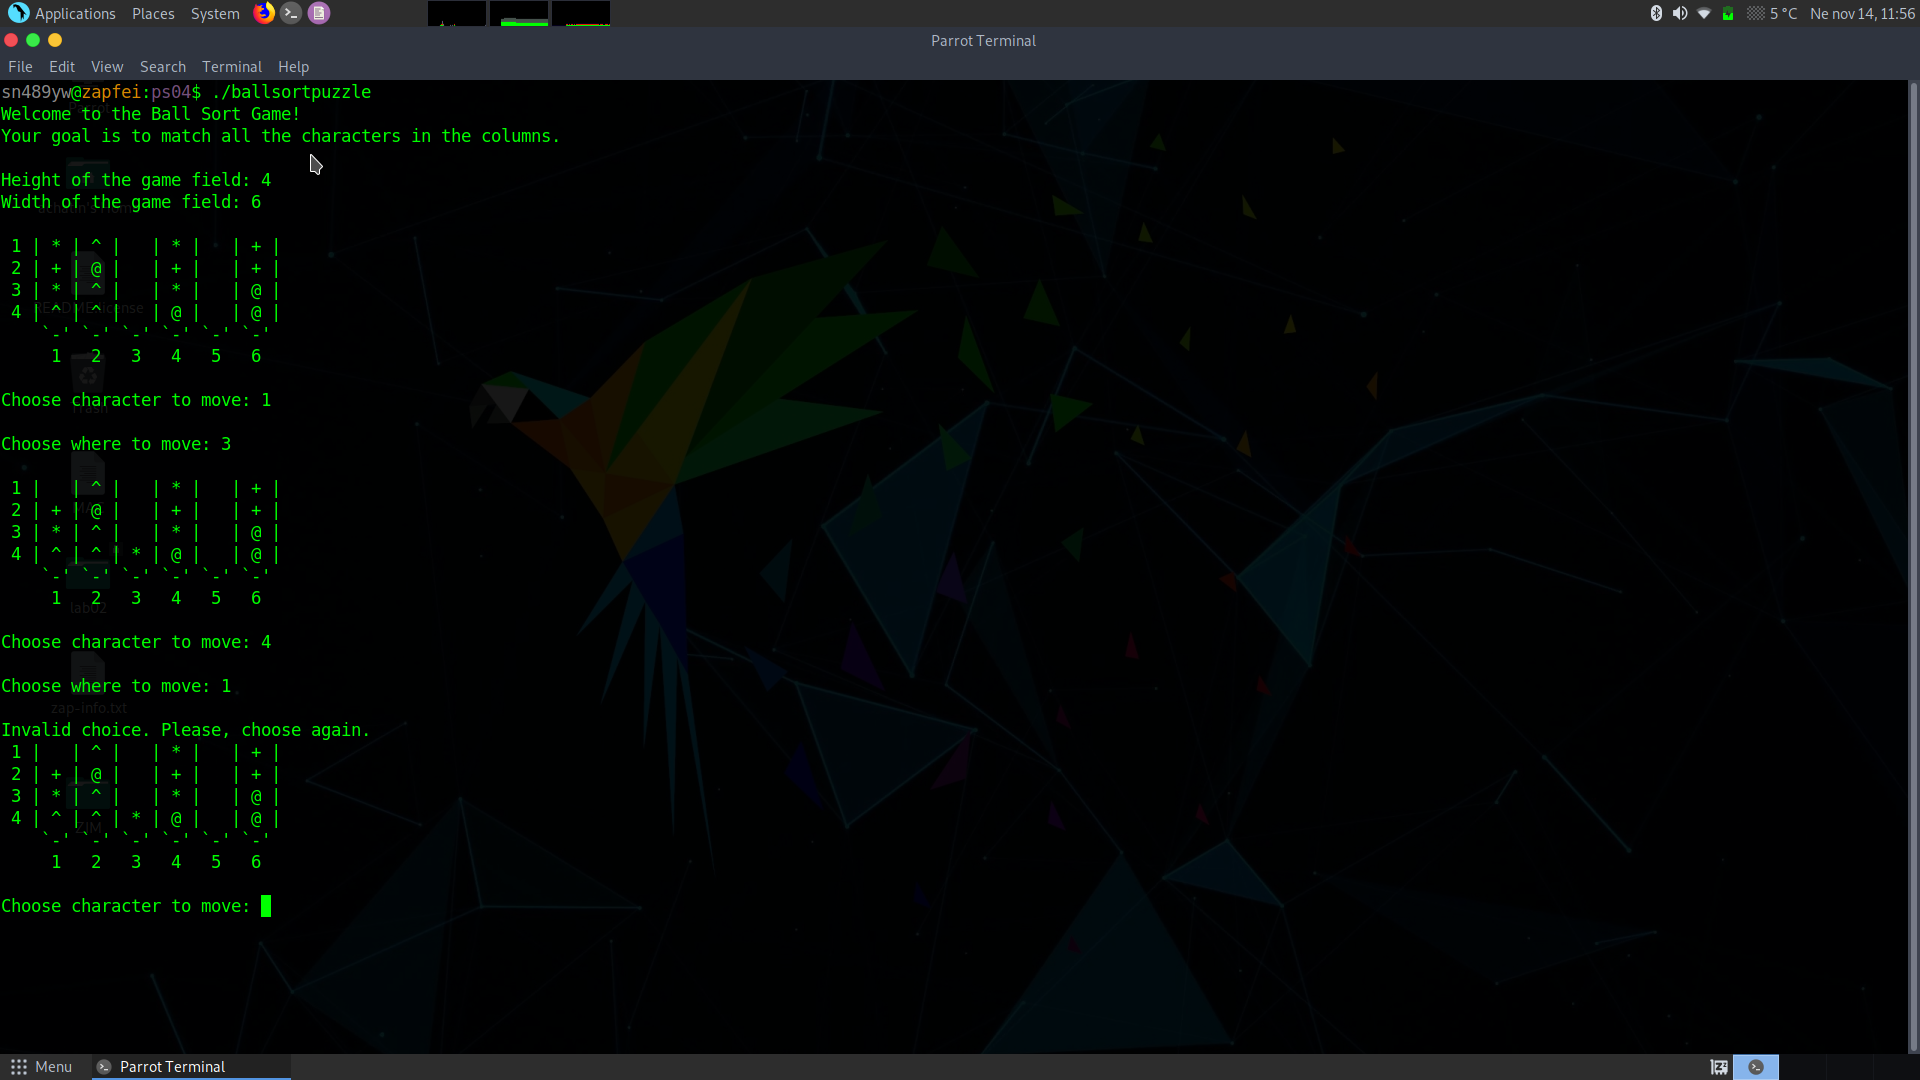 Applications Places System 5 °C Ne nov 14, 11:56
Parrot Terminal
File Edit View Search Terminal Help
sn489yw@zapfei:ps04$ ./ballsortpuzzle
Welcome to the Ball Sort Game!
Your goal is to match all the characters in the columns.
Height of the game field: 4
Width of the game field: 6
1 | * | ^ |   | * |   | + |
2 | + | @ |   | + |   | + |
3 | * | ^ |   | * |   | @ |
4 | ^ | ^ |   | @ |   | @ |
   `-' `-' `-' `-' `-' `-'
    1   2   3   4   5   6
Choose character to move: 1
Choose where to move: 3
1 |   | ^ |   | * |   | + |
2 | + | @ |   | + |   | + |
3 | * | ^ |   | * |   | @ |
4 | ^ | ^ | * | @ |   | @ |
   `-' `-' `-' `-' `-' `-'
    1   2   3   4   5   6
Choose character to move: 4
Choose where to move: 1
Invalid choice. Please, choose again.
1 |   | ^ |   | * |   | + |
2 | + | @ |   | + |   | + |
3 | * | ^ |   | * |   | @ |
4 | ^ | ^ | * | @ |   | @ |
   `-' `-' `-' `-' `-' `-'
    1   2   3   4   5   6
Choose character to move:
Trash
lab02
zap-info.txt
Menu Parrot Terminal